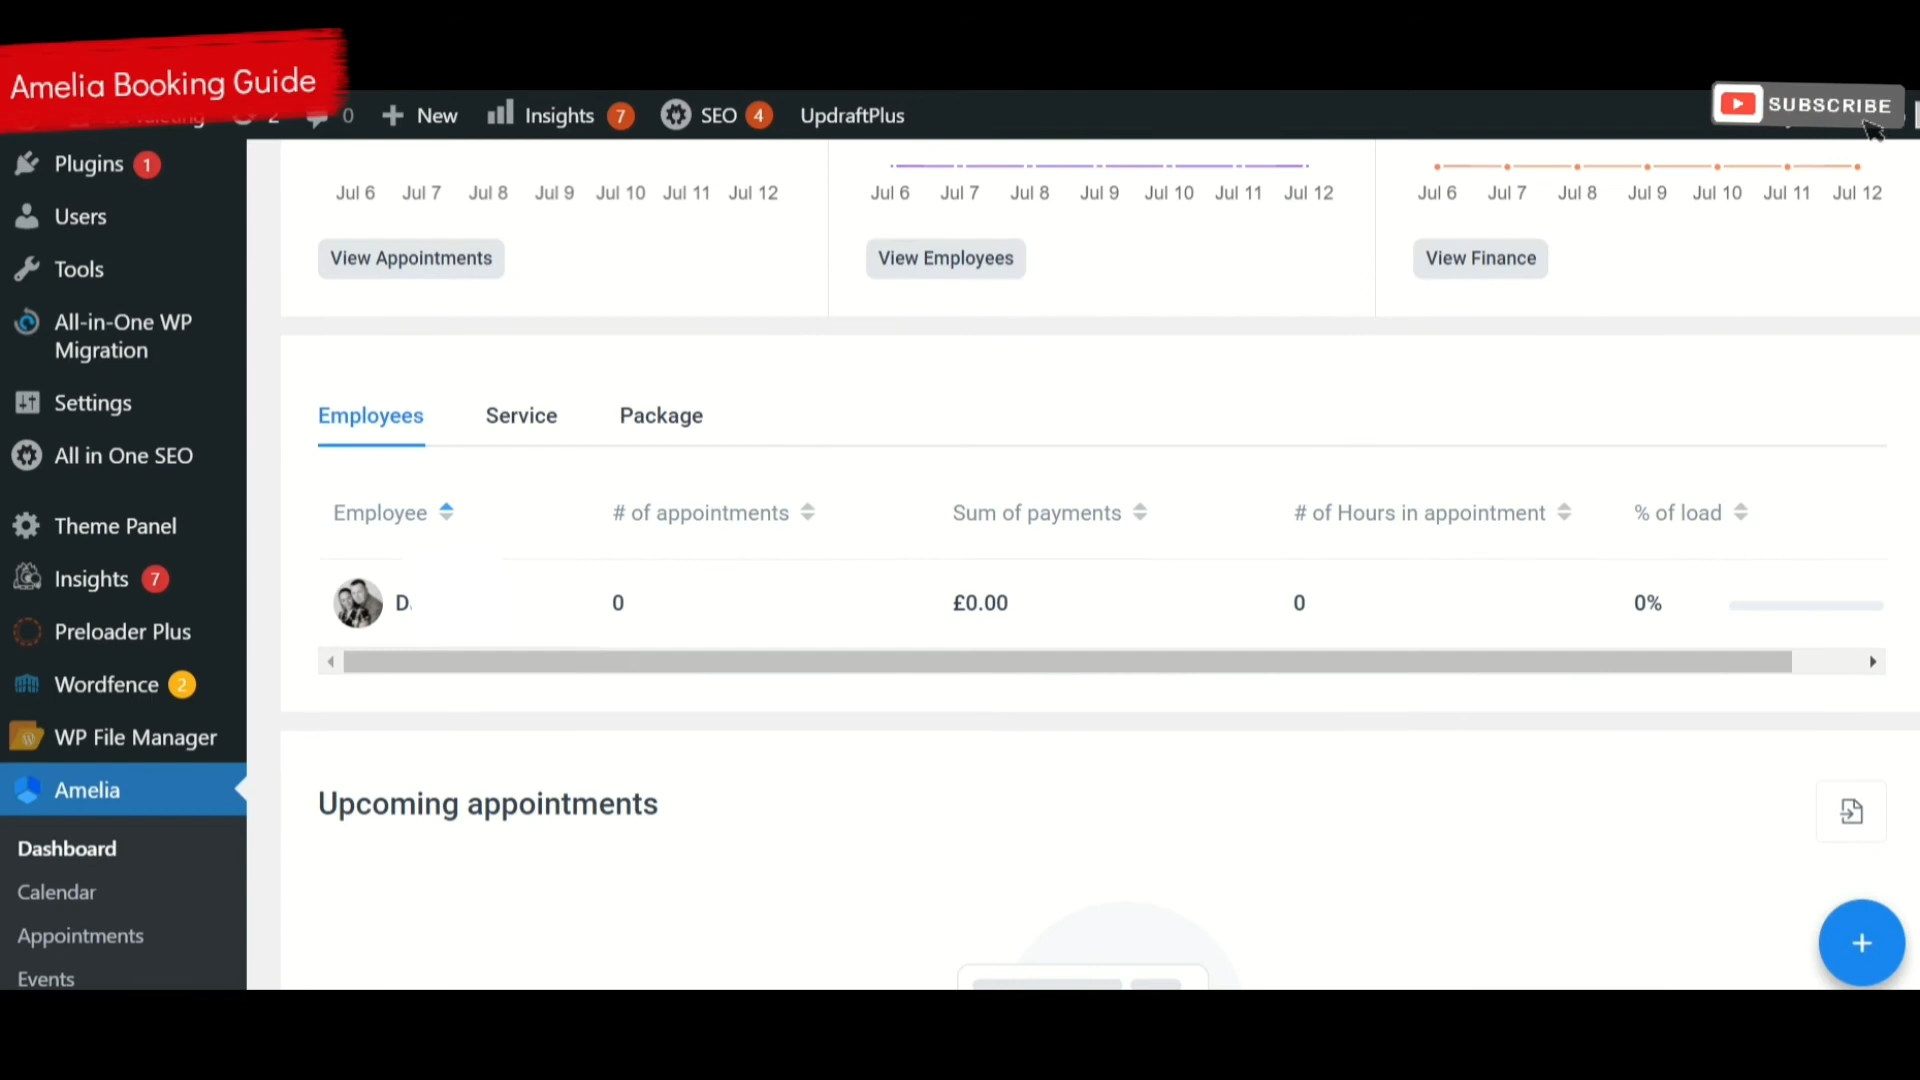 Amelia Booking Guide
SUBSCRIBE
2 0 New Insights 7 SEO 4 UpdraftPlus
Plugins 1
Users
Tools
All-in-One WP
Migration
Settings
All in One SEO
Theme Panel
Insights 7
Preloader Plus
Wordfence 2
WP File Manager
Amelia
Dashboard
Calendar
Appointments
Events
Jul 6 Jul 7 Jul 8 Jul 9 Jul 10 Jul 11 Jul 12
Jul 6 Jul 7 Jul 8 Jul 9 Jul 10 Jul 11 Jul 12
Jul 6 Jul 7 Jul 8 Jul 9 Jul 10 Jul 11 Jul 12
View Appointments
View Employees
View Finance
Employees Service Package
Employee # of appointments Sum of payments # of Hours in appointment % of load
D 0 £0.00 0 0%
Upcoming appointments
+